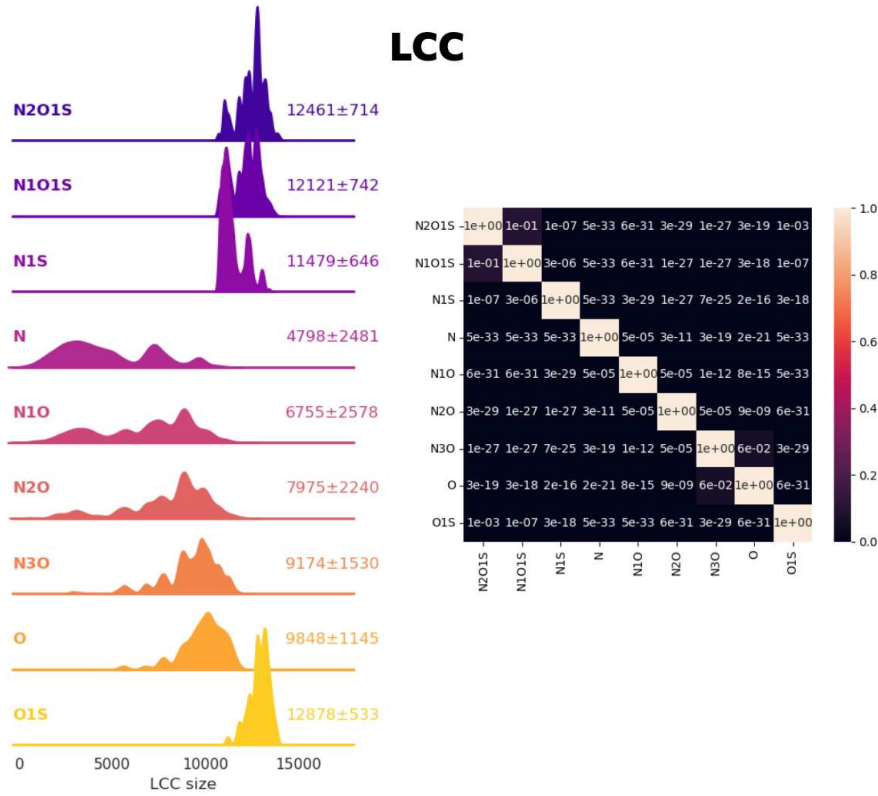 LCC
N2O1S 12461±714
N1O1S 12121±742
N1S 11479±646
N 4798±2481
N1O 6755±2578
N2O 7975±2240
N3O 9174±1530
O 9848±1145
O1S 12878±533
0 5000 10000 15000
LCC size
N2O1S 1e+00 1e-01 1e-07 5e-33 6e-31 3e-29 1e-27 3e-19 1e-03
N1O1S 1e-01 1e+00 3e-06 5e-33 6e-31 1e-27 1e-27 3e-18 1e-07
N1S 1e-07 3e-06 1e+00 5e-33 3e-29 1e-27 7e-25 2e-16 3e-18
N 5e-33 5e-33 5e-33 1e+00 5e-05 3e-11 3e-19 2e-21 5e-33
N1O 6e-31 6e-31 3e-29 5e-05 1e+00 5e-05 1e-12 8e-15 5e-33
N2O 3e-29 1e-27 1e-27 3e-11 5e-05 1e+00 5e-05 9e-09 6e-31
N3O 1e-27 1e-27 7e-25 3e-19 1e-12 5e-05 1e+00 6e-02 3e-29
O 3e-19 3e-18 2e-16 2e-21 8e-15 9e-09 6e-02 1e+00 6e-31
O1S 1e-03 1e-07 3e-18 5e-33 5e-33 6e-31 3e-29 6e-31 1e+00
N2O1S N1O1S N1S N N1O N2O N3O O O1S
1.0
0.8
0.6
0.4
0.2
0.0